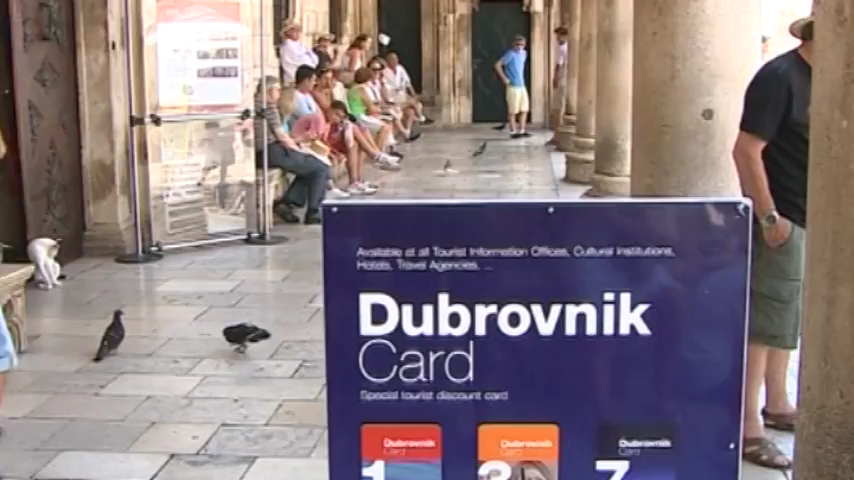 Available at all Tourist Information Offices, Cultural Institutions,
Hotels, Travel Agencies, ...
Dubrovnik
Card
Special tourist discount card
Dubrovnik Dubrovnik Dubrovnik
Card Card Card
1 3 7